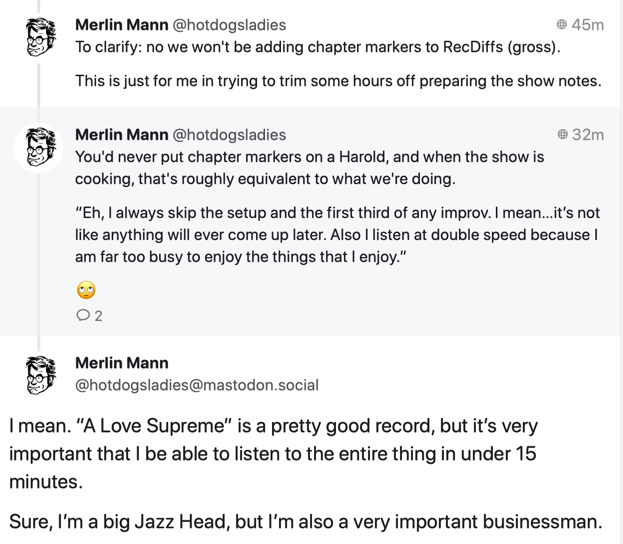 Merlin Mann @hotdogsladies 45m
To clarify: no we won't be adding chapter markers to RecDiffs (gross).
This is just for me in trying to trim some hours off preparing the show notes.
Merlin Mann @hotdogsladies 32m
You'd never put chapter markers on a Harold, and when the show is
cooking, that's roughly equivalent to what we're doing.
“Eh, I always skip the setup and the first third of any improv. I mean...it’s not
like anything will ever come up later. Also I listen at double speed because I
am far too busy to enjoy the things that I enjoy.”
🙄
2
Merlin Mann
@hotdogsladies@mastodon.social
I mean. “A Love Supreme” is a pretty good record, but it’s very
important that I be able to listen to the entire thing in under 15
minutes.
Sure, I’m a big Jazz Head, but I’m also a very important businessman.